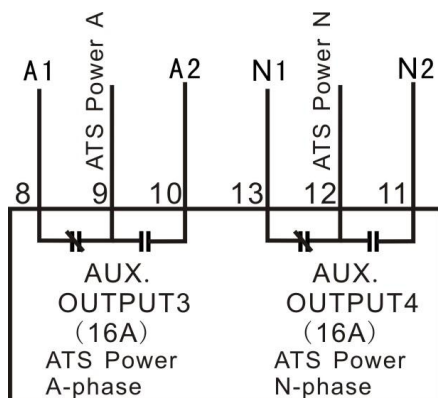 A1
ATS Power A
A2
N1
ATS Power N
N2
8
9
10
13
12
11
AUX.
OUTPUT3
(16A)
ATS Power
A-phase
AUX.
OUTPUT4
(16A)
ATS Power
N-phase